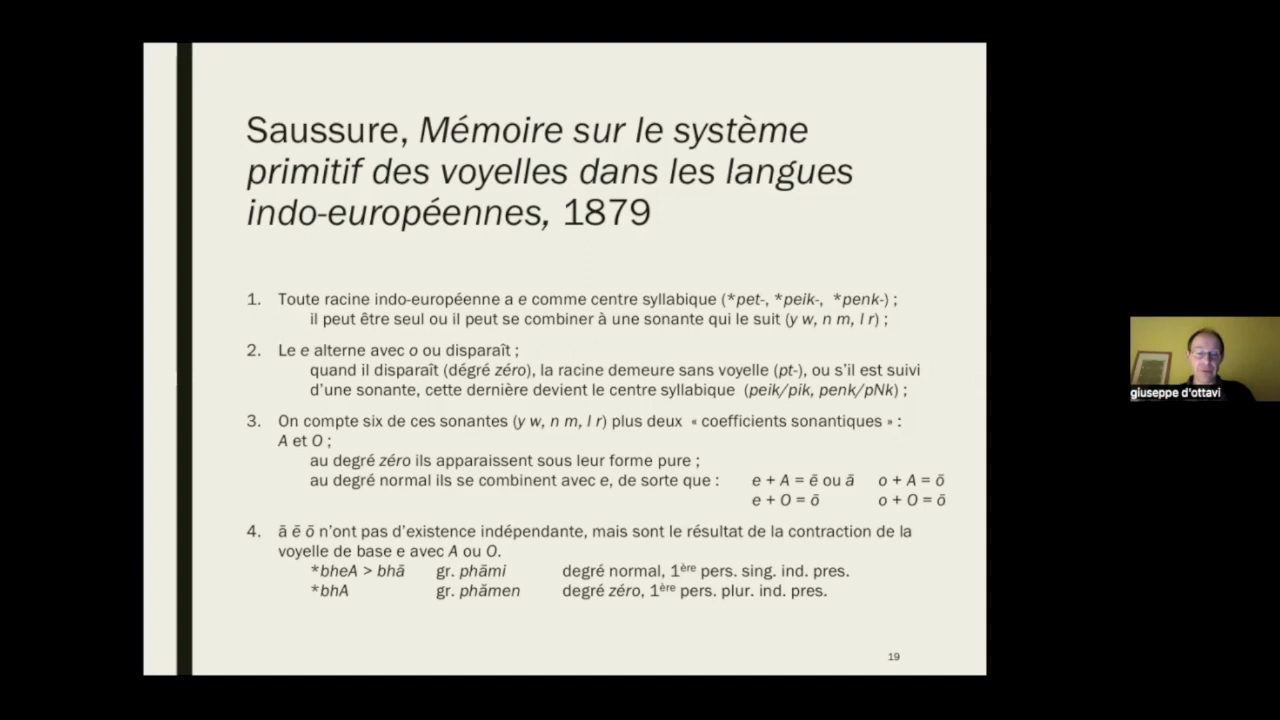 Saussure, Mémoire sur le système
primitif des voyelles dans les langues
indo-européennes, 1879
1. Toute racine indo-européenne a e comme centre syllabique (*pet-, *peik-, *penk-) ;
il peut être seul ou il peut se combiner à une sonante qui le suit (y w, n m, l r) ;
2. Le e alterne avec o ou disparaît ;
quand il disparaît (dégré zéro), la racine demeure sans voyelle (pt-), ou s'il est suivi
d'une sonante, cette dernière devient le centre syllabique (peik/pik, penk/pNk) ;
3. On compte six de ces sonantes (y w, n m, l r) plus deux « coefficients sonantiques » :
A et O ;
au degré zéro ils apparaissent sous leur forme pure ;
au degré normal ils se combinent avec e, de sorte que : e + A = ē ou ā o + A = ō
e + O = ō o + O = ō
4. ā ē ō n'ont pas d'existence indépendante, mais sont le résultat de la contraction de la
voyelle de base e avec A ou O.
*bheA > bhā gr. phāmi degré normal, 1ère pers. sing. ind. pres.
*bhA gr. phămen degré zéro, 1ère pers. plur. ind. pres.
19
giuseppe d'ottavi